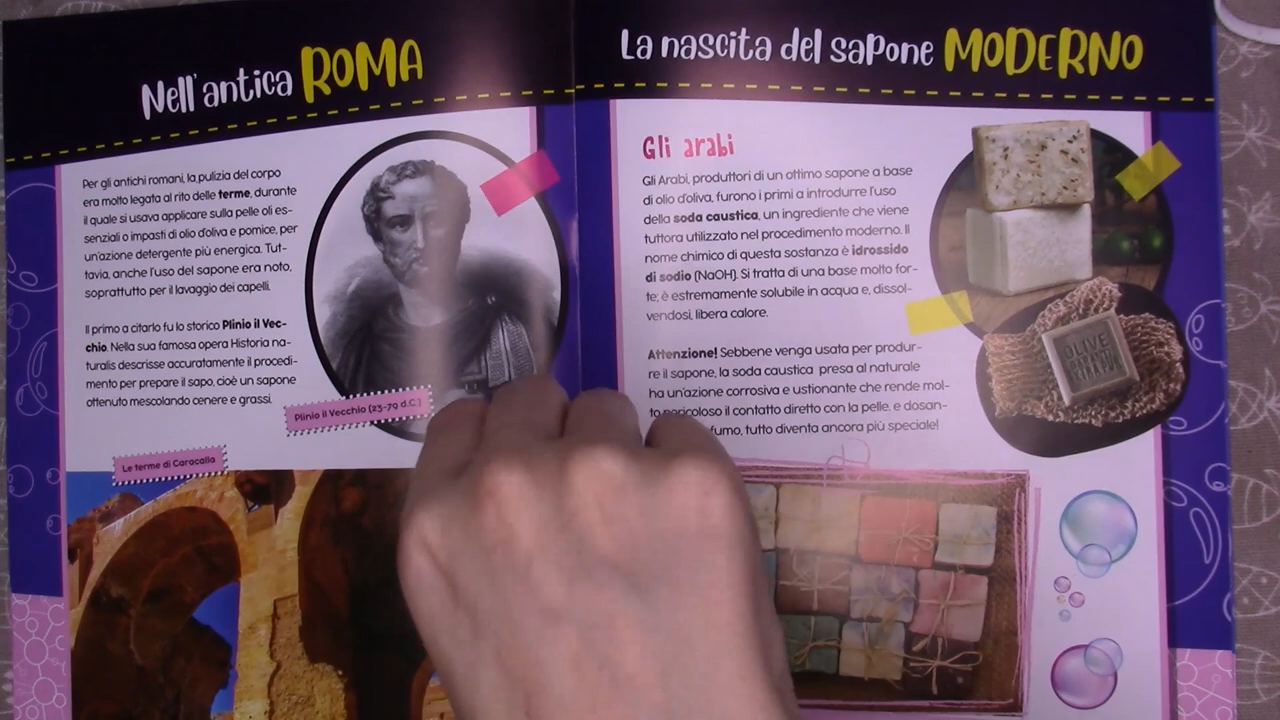 Nell'antica ROMA
Per gli antichi romani, la pulizia del corpo
era molto legata al rito delle terme, durante
il quale si usava applicare sulla pelle oli es-
senziali o impasti di olio d'oliva e pomice, per
un'azione detergente più energica. Tut-
tavia, anche l'uso del sapone era noto,
soprattutto per il lavaggio dei capelli.
Il primo a citarlo fu lo storico Plinio il Vec-
chio. Nella sua famosa opera Historia na-
turalis descrisse accuratamente il procedi-
mento per prepare il sapo, cioè un sapone
ottenuto mescolando cenere e grassi.
Plinio il Vecchio (23-79 d.C.)
Le terme di Caracalla
La nascita del sapone MODERNO
Gli arabi
Gli Arabi, produttori di un ottimo sapone a base
di olio d'oliva, furono i primi a introdurre l'uso
della soda caustica, un ingrediente che viene
tuttora utilizzato nel procedimento moderno. Il
nome chimico di questa sostanza è idrossido
di sodio (NaOH). Si tratta di una base molto for-
te; è estremamente solubile in acqua e, dissol-
vendosi, libera calore.
Attenzione! Sebbene venga usata per produr-
re il sapone, la soda caustica presa al naturale
ha un'azione corrosiva e ustionante che rende mol-
to pericoloso il contatto diretto con la pelle. e dosan-
fumo, tutto diventa ancora più speciale!
OLIVE